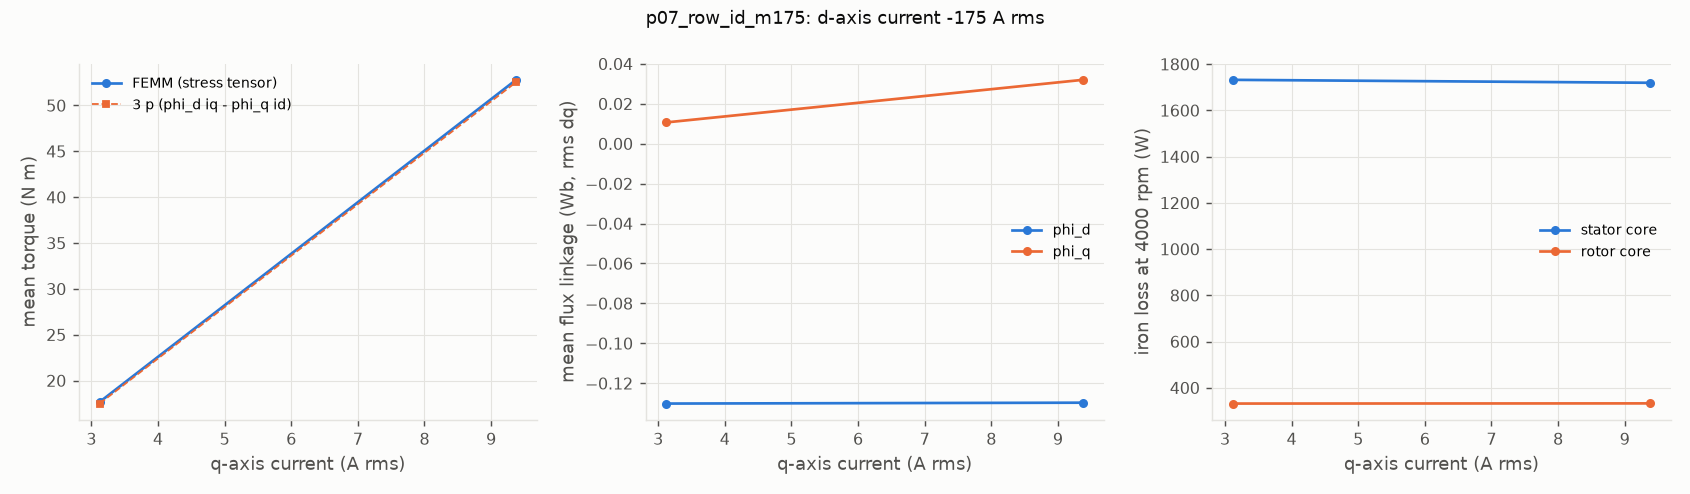 p07_row_id_m175: d-axis current -175 A rms
mean torque (N m)
50
45
40
35
30
25
20
FEMM (stress tensor)
3 p (phi_d iq - phi_q id)
3 4 5 6 7 8 9
q-axis current (A rms)
mean flux linkage (Wb, rms dq)
0.04
0.02
0.00
−0.02
−0.04
−0.06
−0.08
−0.10
−0.12
phi_d
phi_q
3 4 5 6 7 8 9
q-axis current (A rms)
iron loss at 4000 rpm (W)
1800
1600
1400
1200
1000
800
600
400
stator core
rotor core
3 4 5 6 7 8 9
q-axis current (A rms)